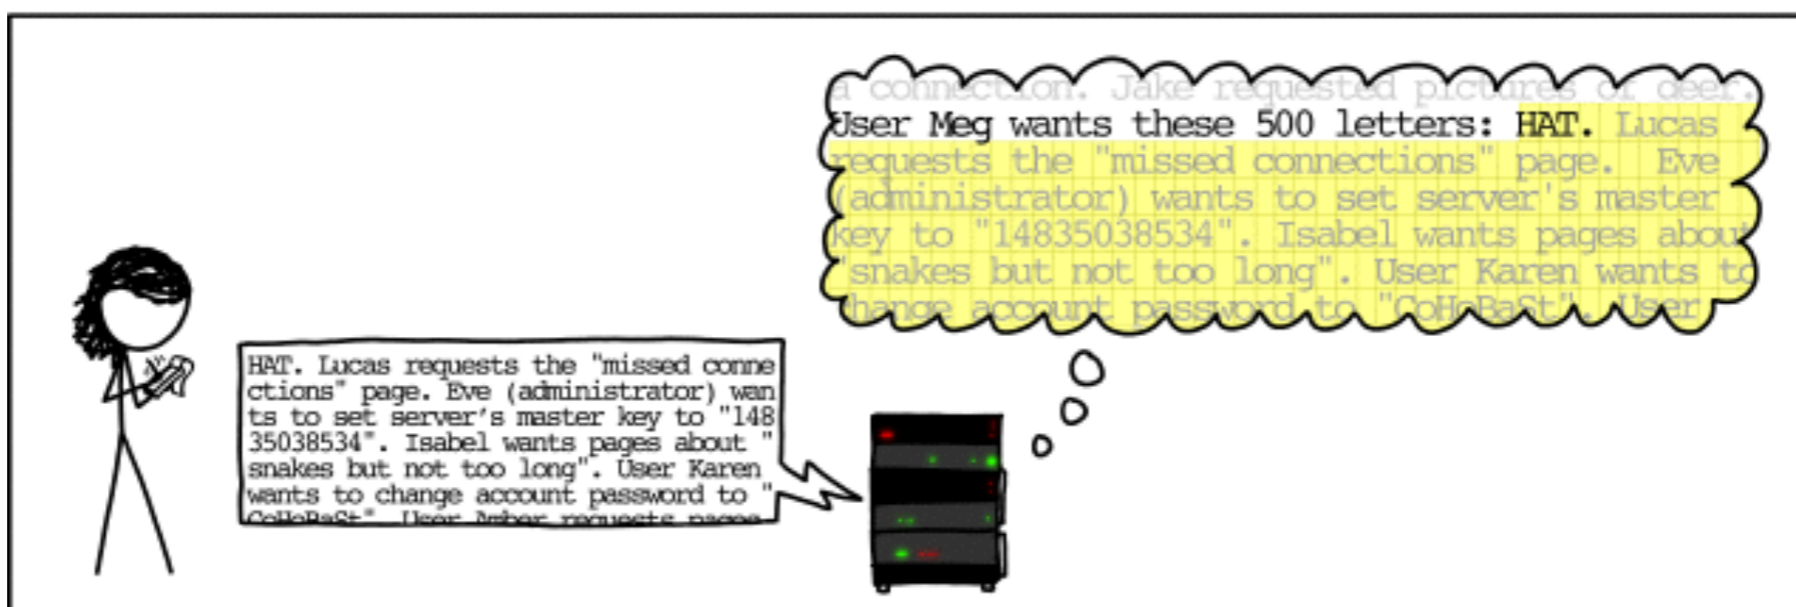 a connection. Jake requested pictures of deer.
User Meg wants these 500 letters: HAT. Lucas
requests the "missed connections" page. Eve
(administrator) wants to set server's master
key to "14835038534". Isabel wants pages about
"snakes but not too long". User Karen wants to
change account password to "CoHoBaSt". User
HAT. Lucas requests the "missed conne
ctions" page. Eve (administrator) wan
ts to set server's master key to "148
35038534". Isabel wants pages about "
snakes but not too long". User Karen
wants to change account password to "
CoHoBaSt". User Amber requests pages